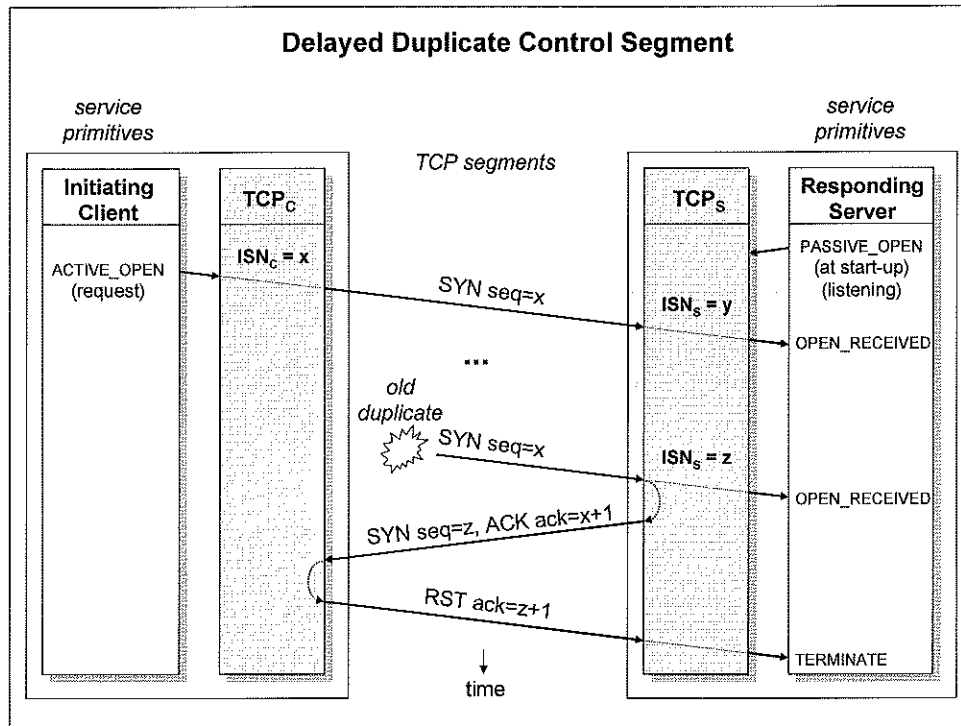 Delayed Duplicate Control Segment
service
primitives
service
primitives
TCP segments
Initiating
Client
TCPC
TCPS
Responding
Server
ACTIVE_OPEN
(request)
ISNC = x
SYN seq=x
ISNS = y
PASSIVE_OPEN
(at start-up)
(listening)
OPEN_RECEIVED
...
old
duplicate
SYN seq=x
ISNS = z
OPEN_RECEIVED
SYN seq=z, ACK ack=x+1
RST ack=z+1
TERMINATE
time